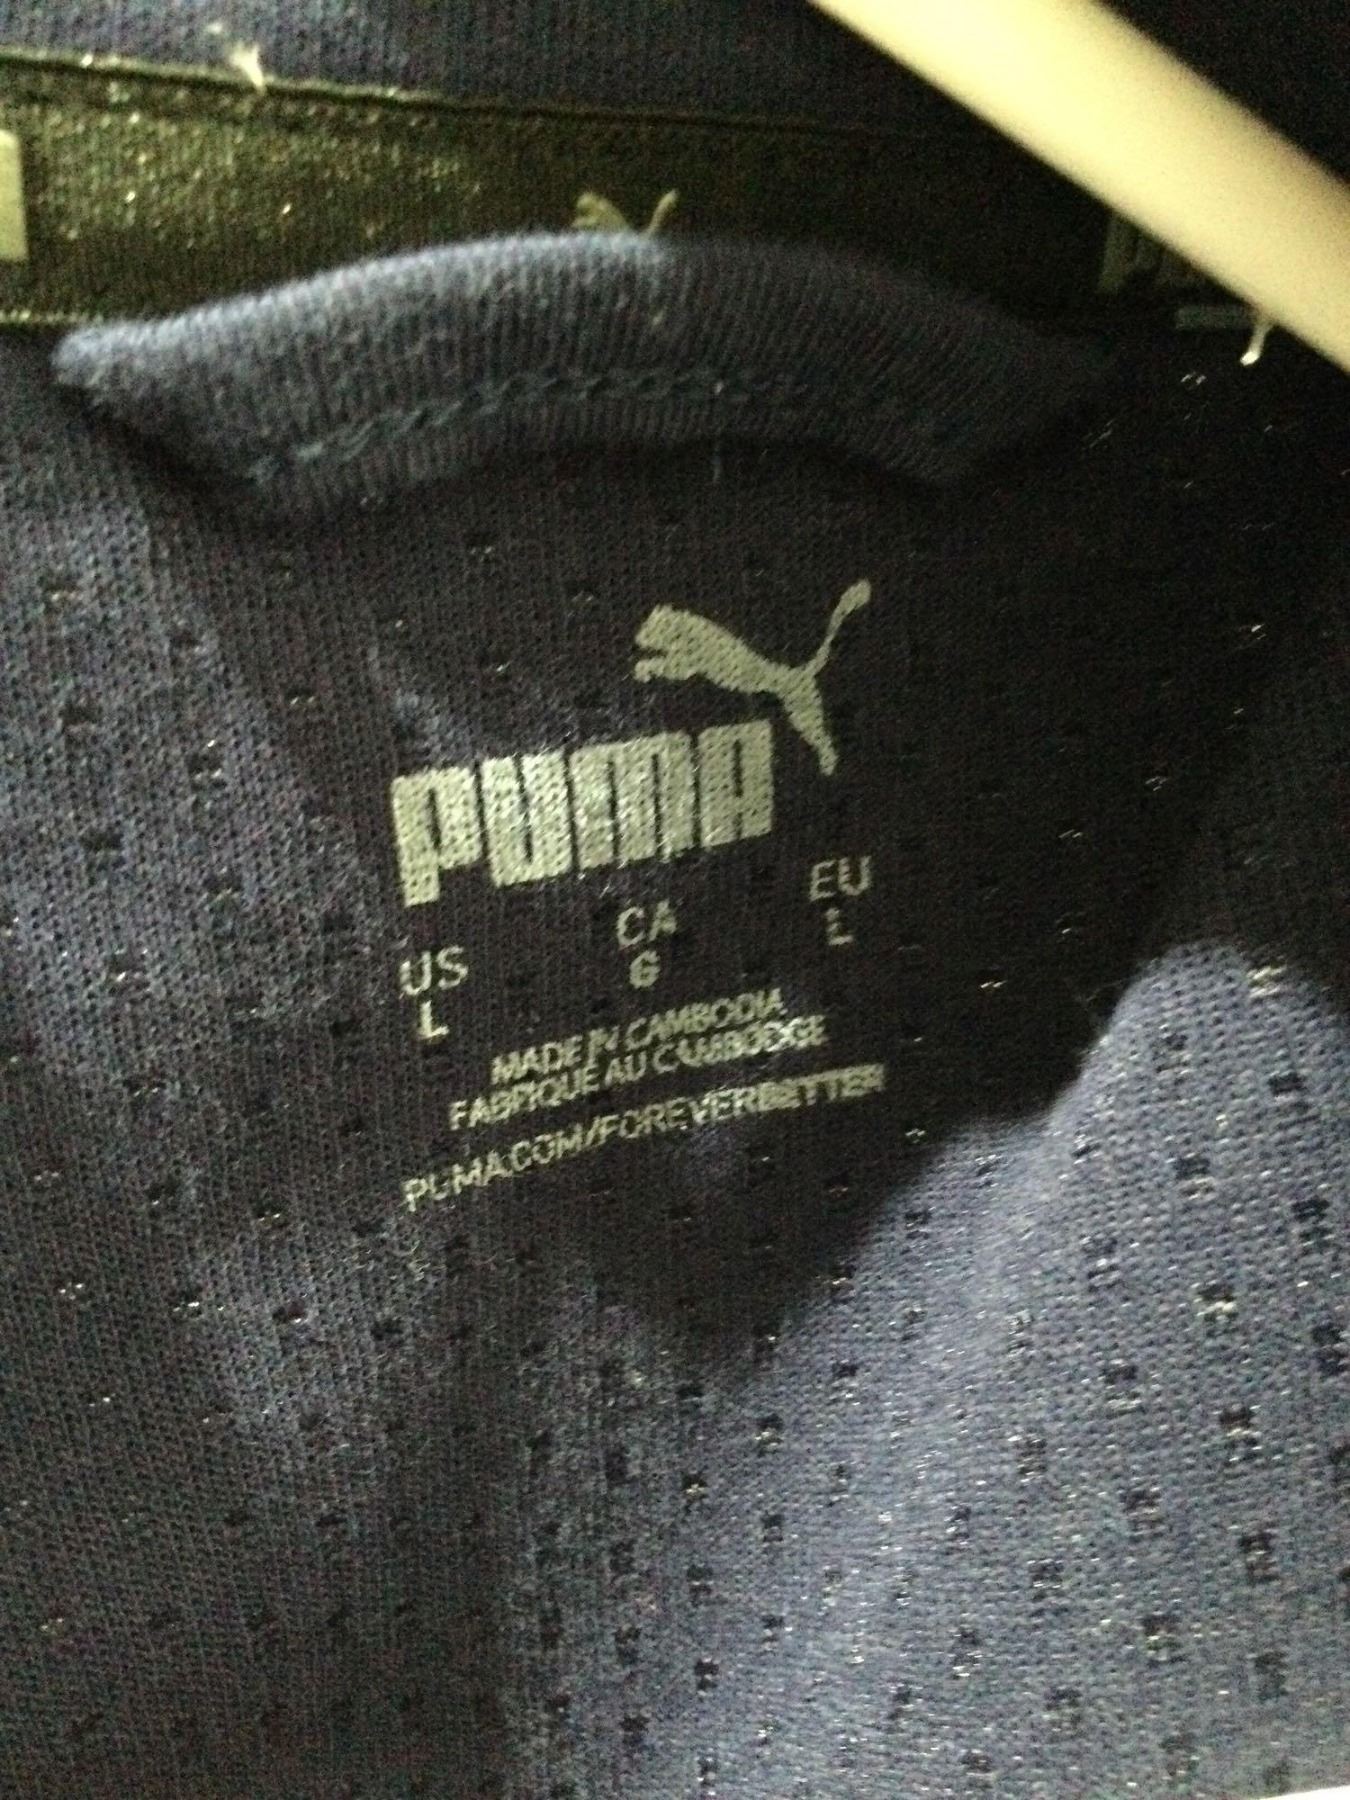 PUMA
US CA EU
L G L
MADE IN CAMBODIA
FABRIQUE AU CAMBODGE
PUMA.COM/FOREVERBETTER